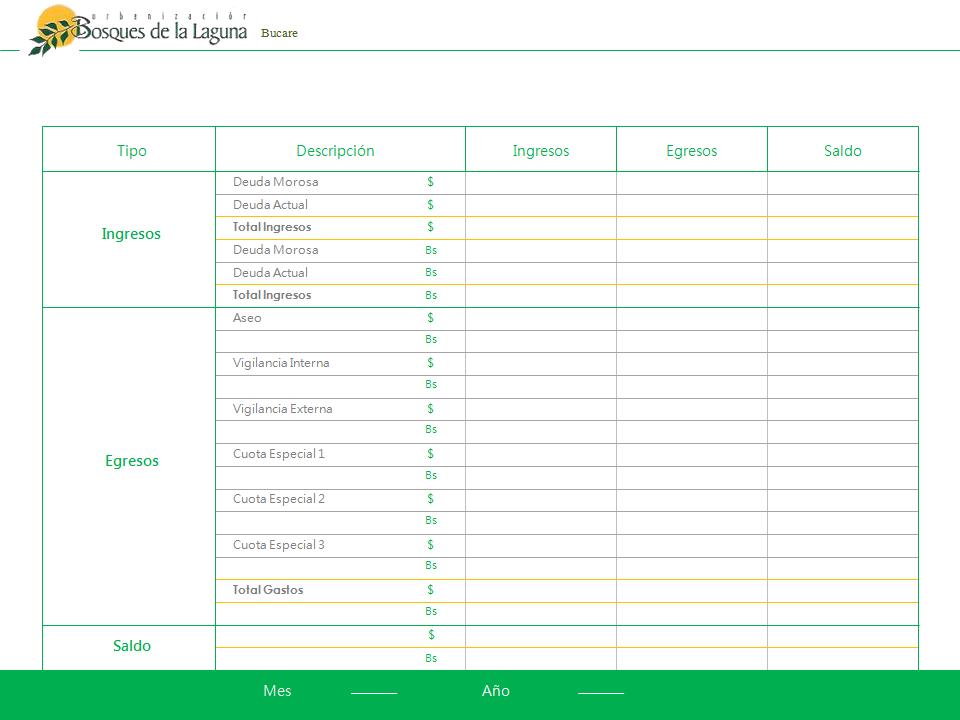 urbanización
Bosques de la Laguna Bucare
Tipo Descripción Ingresos Egresos Saldo
Deuda Morosa $
Deuda Actual $
Total Ingresos $
Ingresos
Deuda Morosa Bs
Deuda Actual Bs
Total Ingresos Bs
Aseo $
Bs
Vigilancia Interna $
Bs
Vigilancia Externa $
Bs
Cuota Especial 1 $
Egresos
Bs
Cuota Especial 2 $
Bs
Cuota Especial 3 $
Bs
Total Gastos $
Bs
$
Saldo
Bs
Mes ______ Año ______